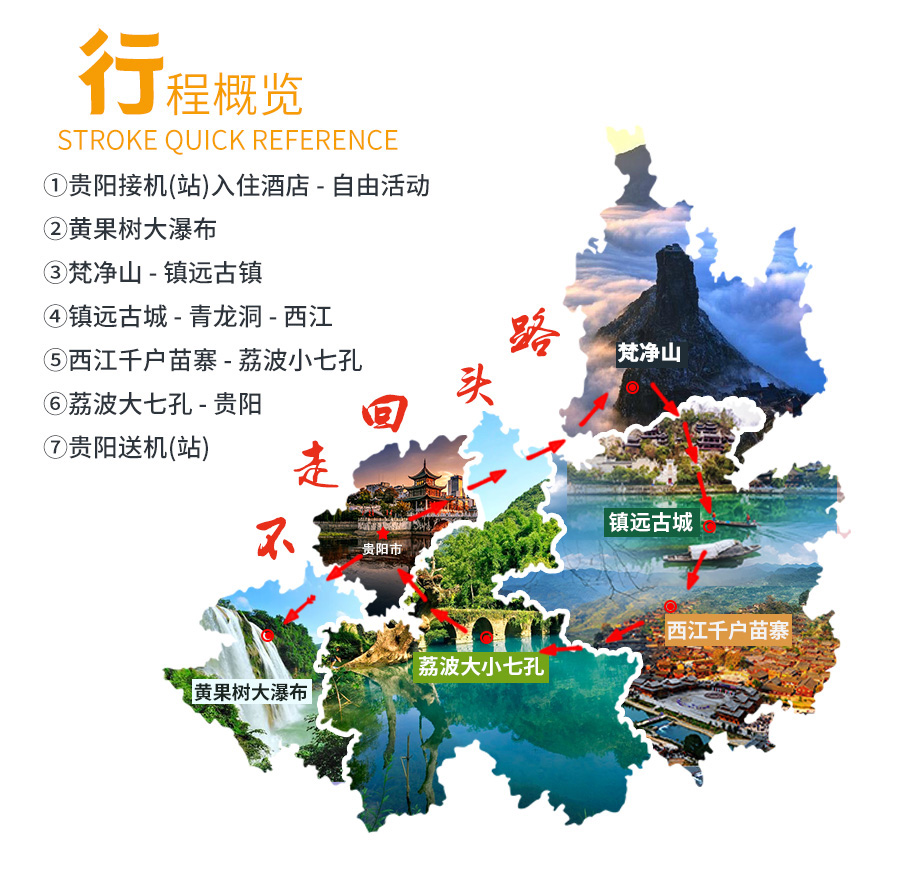 行程概览
STROKE QUICK REFERENCE
①贵阳接机(站)入住酒店 - 自由活动
②黄果树大瀑布
③梵净山 - 镇远古镇
④镇远古城 - 青龙洞 - 西江
⑤西江千户苗寨 - 荔波小七孔
⑥荔波大七孔 - 贵阳
⑦贵阳送机(站)
不走回头路
梵净山
镇远古城
贵阳市
西江千户苗寨
荔波大小七孔
黄果树大瀑布